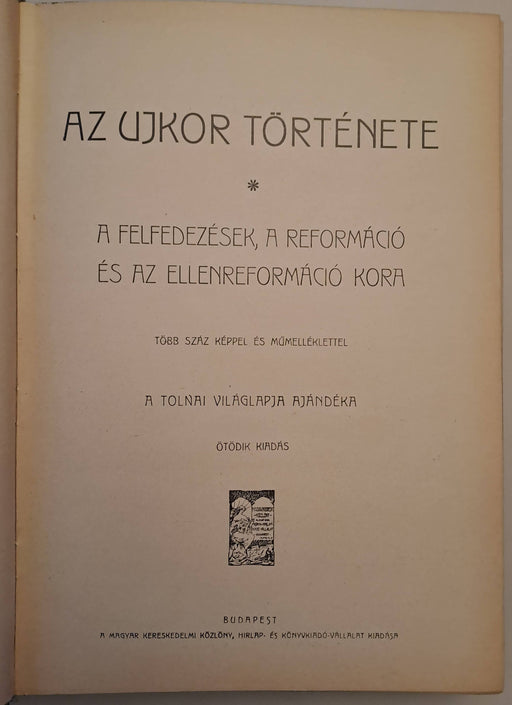 AZ UJKOR TÖRTÉNETE
*
A FELFEDEZÉSEK, A REFORMÁCIÓ
ÉS AZ ELLENREFORMÁCIÓ KORA
TÖBB SZÁZ KÉPPEL ÉS MŰMELLÉKLETTEL
A TOLNAI VILÁGLAPJA AJÁNDÉKA
ÖTÖDIK KIADÁS
BUDAPEST
A MAGYAR KERESKEDELMI KÖZLÖNY, HIRLAP- ÉS KÖNYVKIADÓ-VÁLLALAT KIADÁSA